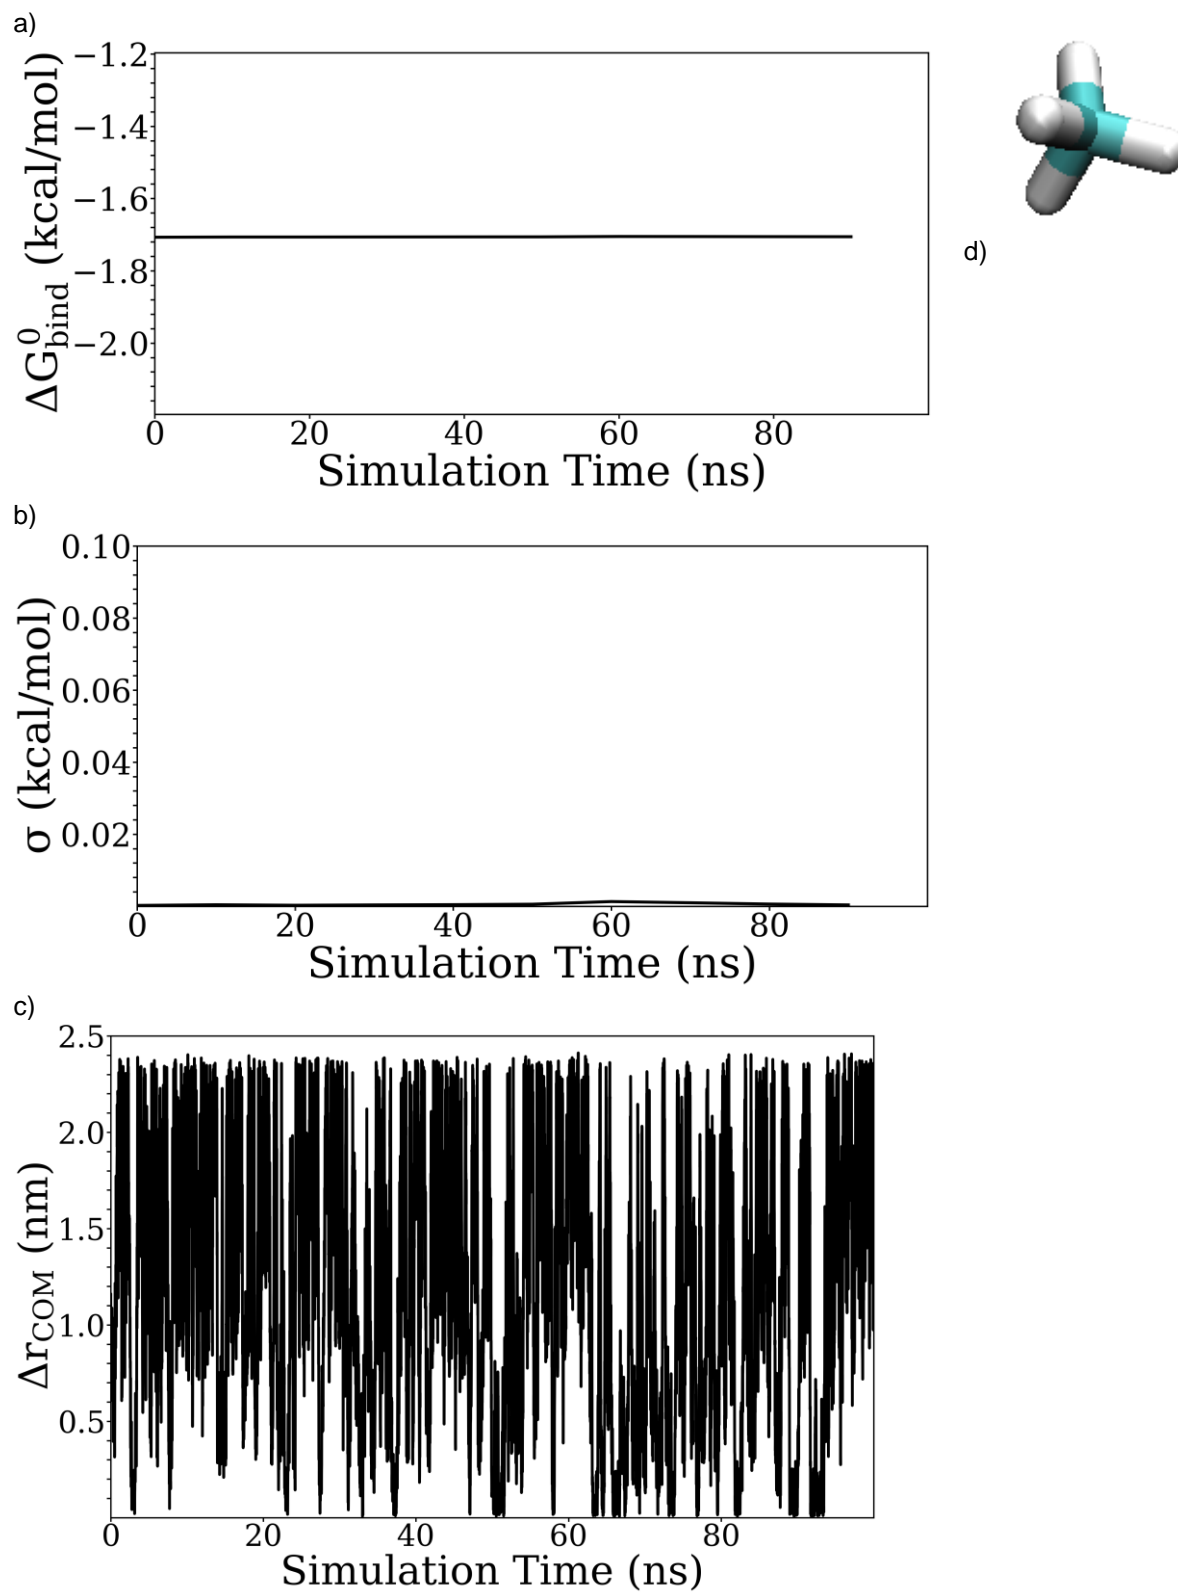 a)
−1.2
−1.4
−1.6
−1.8
−2.0
ΔG⁰bind (kcal/mol)
0 20 40 60 80
Simulation Time (ns)
d)
b)
0.10
0.08
0.06
0.04
0.02
σ (kcal/mol)
0 20 40 60 80
Simulation Time (ns)
c)
2.5
2.0
1.5
1.0
0.5
ΔrCOM (nm)
0 20 40 60 80
Simulation Time (ns)